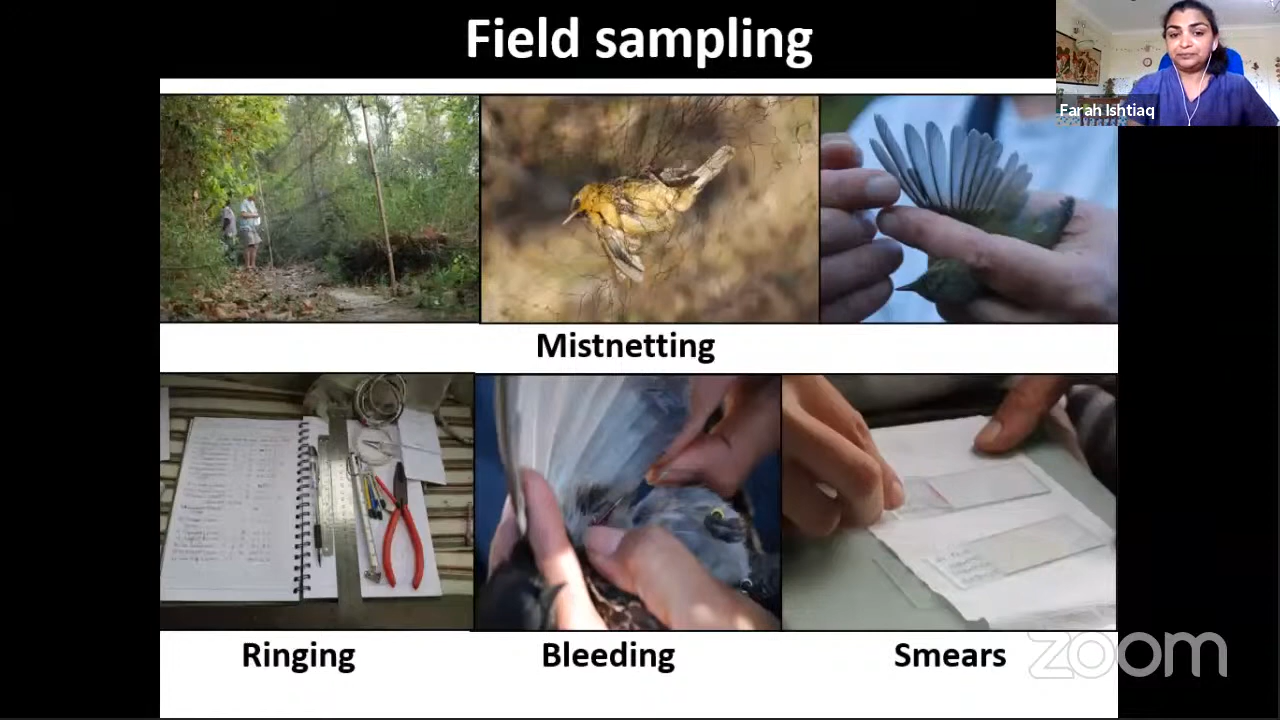 Field sampling
Farah Ishtiaq
Mistnetting
Ringing
Bleeding
Smears
zoom